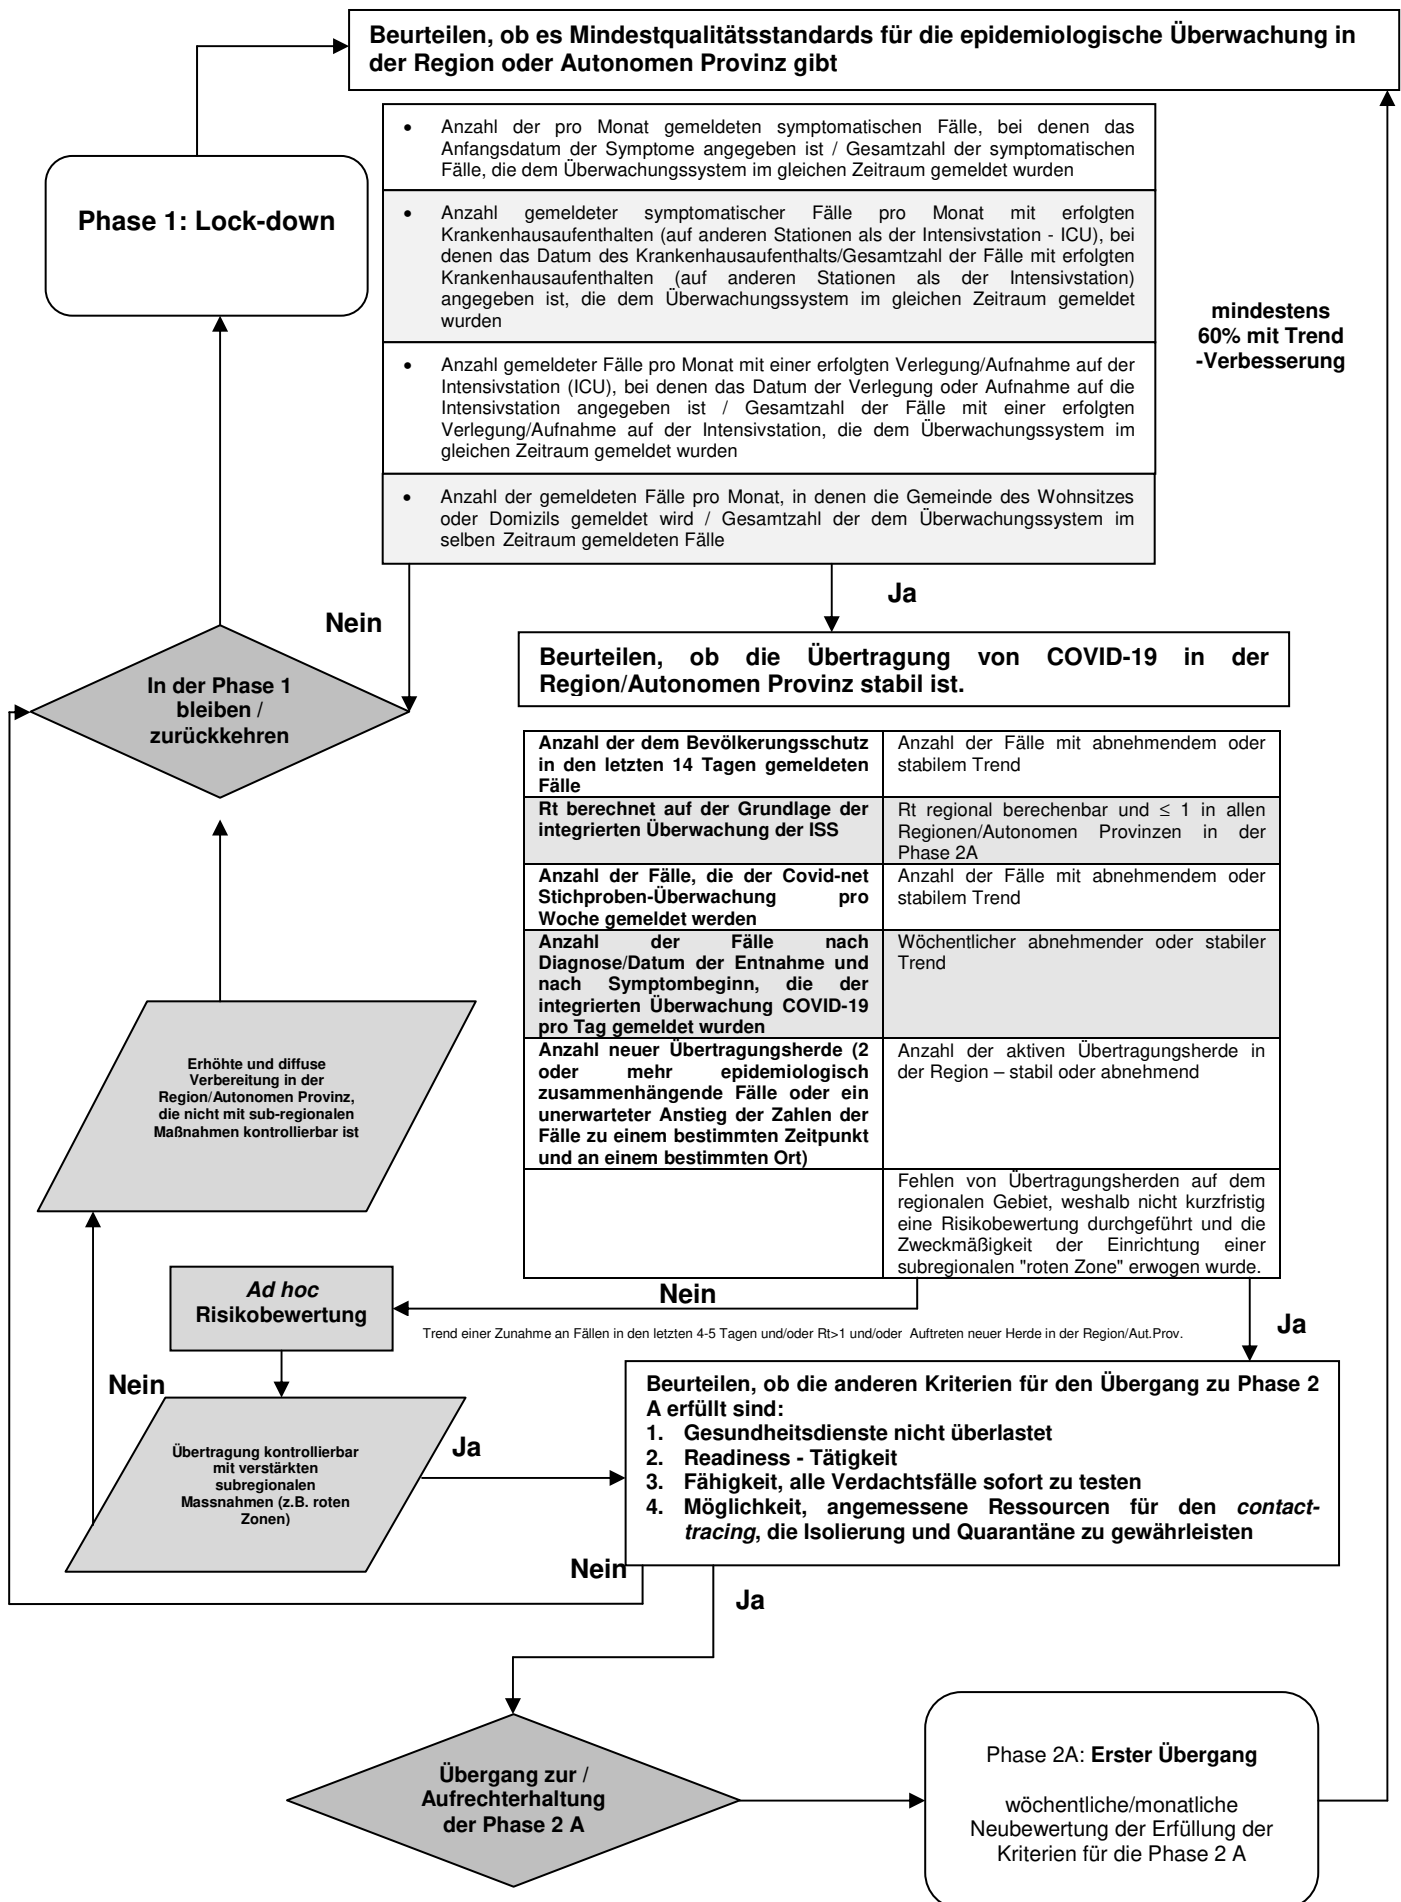 Beurteilen, ob es Mindestqualitätsstandards für die epidemiologische Überwachung in
der Region oder Autonomen Provinz gibt
• Anzahl der pro Monat gemeldeten symptomatischen Fälle, bei denen das
Anfangsdatum der Symptome angegeben ist / Gesamtzahl der symptomatischen
Fälle, die dem Überwachungssystem im gleichen Zeitraum gemeldet wurden
Phase 1: Lock-down
• Anzahl gemeldeter symptomatischer Fälle pro Monat mit erfolgten
Krankenhausaufenthalten (auf anderen Stationen als der Intensivstation - ICU), bei
denen das Datum des Krankenhausaufenthalts/Gesamtzahl der Fälle mit erfolgten
Krankenhausaufenthalten (auf anderen Stationen als der Intensivstation)
angegeben ist, die dem Überwachungssystem im gleichen Zeitraum gemeldet
wurden
mindestens
60% mit Trend
-Verbesserung
• Anzahl gemeldeter Fälle pro Monat mit einer erfolgten Verlegung/Aufnahme auf der
Intensivstation (ICU), bei denen das Datum der Verlegung oder Aufnahme auf die
Intensivstation angegeben ist / Gesamtzahl der Fälle mit einer erfolgten
Verlegung/Aufnahme auf der Intensivstation, die dem Überwachungssystem im
gleichen Zeitraum gemeldet wurden
• Anzahl der gemeldeten Fälle pro Monat, in denen die Gemeinde des Wohnsitzes
oder Domizils gemeldet wird / Gesamtzahl der dem Überwachungssystem im
selben Zeitraum gemeldeten Fälle
Ja
Nein
Beurteilen, ob die Übertragung von COVID-19 in der
Region/Autonomen Provinz stabil ist.
In der Phase 1
bleiben /
zurückkehren
Anzahl der dem Bevölkerungsschutz
in den letzten 14 Tagen gemeldeten
Fälle
Anzahl der Fälle mit abnehmendem oder
stabilem Trend
Rt berechnet auf der Grundlage der
integrierten Überwachung der ISS
Rt regional berechenbar und ≤ 1 in allen
Regionen/Autonomen Provinzen in der
Phase 2A
Anzahl der Fälle, die der Covid-net
Stichproben-Überwachung pro
Woche gemeldet werden
Anzahl der Fälle mit abnehmendem oder
stabilem Trend
Anzahl der Fälle nach
Diagnose/Datum der Entnahme und
nach Symptombeginn, die der
integrierten Überwachung COVID-19
pro Tag gemeldet wurden
Wöchentlicher abnehmender oder stabiler
Trend
Anzahl neuer Übertragungsherde (2
oder mehr epidemiologisch
zusammenhängende Fälle oder ein
unerwarteter Anstieg der Zahlen der
Fälle zu einem bestimmten Zeitpunkt
und an einem bestimmten Ort)
Anzahl der aktiven Übertragungsherde in
der Region – stabil oder abnehmend
Fehlen von Übertragungsherden auf dem
regionalen Gebiet, weshalb nicht kurzfristig
eine Risikobewertung durchgeführt und die
Zweckmäßigkeit der Einrichtung einer
subregionalen "roten Zone" erwogen wurde.
Erhöhte und diffuse
Verbereitung in der
Region/Autonomen Provinz,
die nicht mit sub-regionalen
Maßnahmen kontrollierbar ist
Ad hoc
Risikobewertung
Nein
Trend einer Zunahme an Fällen in den letzten 4-5 Tagen und/oder Rt>1 und/oder Auftreten neuer Herde in der Region/Aut.Prov.
Ja
Nein
Übertragung kontrollierbar
mit verstärkten
subregionalen
Massnahmen (z.B. roten
Zonen)
Ja
Beurteilen, ob die anderen Kriterien für den Übergang zu Phase 2
A erfüllt sind:
1. Gesundheitsdienste nicht überlastet
2. Readiness - Tätigkeit
3. Fähigkeit, alle Verdachtsfälle sofort zu testen
4. Möglichkeit, angemessene Ressourcen für den contact-
tracing, die Isolierung und Quarantäne zu gewährleisten
Nein
Ja
Übergang zur /
Aufrechterhaltung
der Phase 2 A
Phase 2A: Erster Übergang
wöchentliche/monatliche
Neubewertung der Erfüllung der
Kriterien für die Phase 2 A